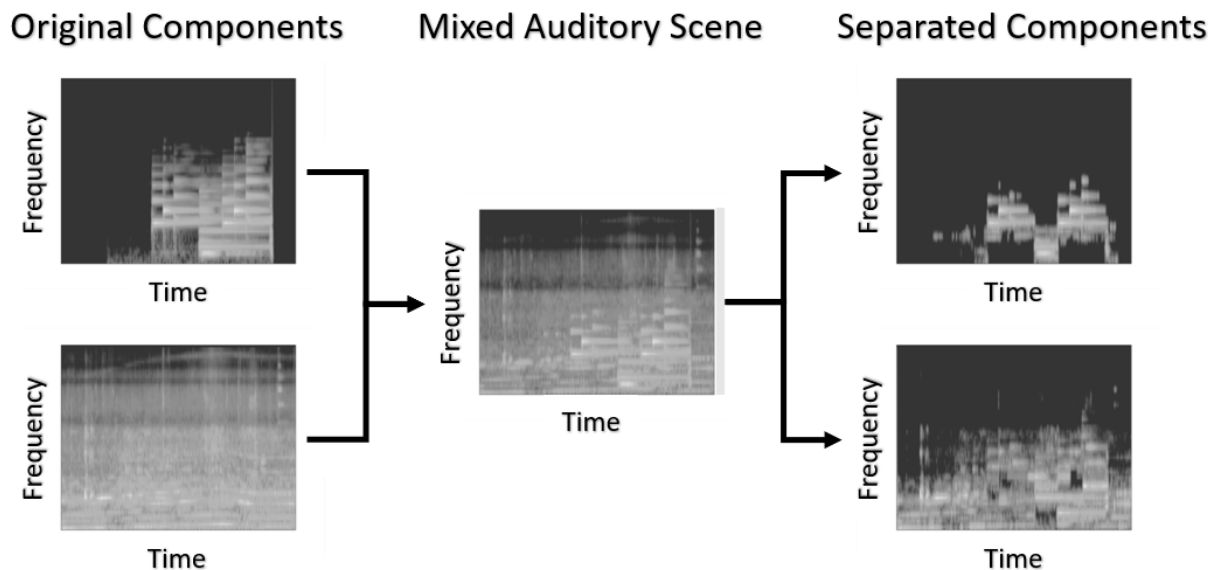 Original Components
Mixed Auditory Scene
Separated Components
Frequency
Time
Frequency
Time
Frequency
Time
Frequency
Time
Frequency
Time